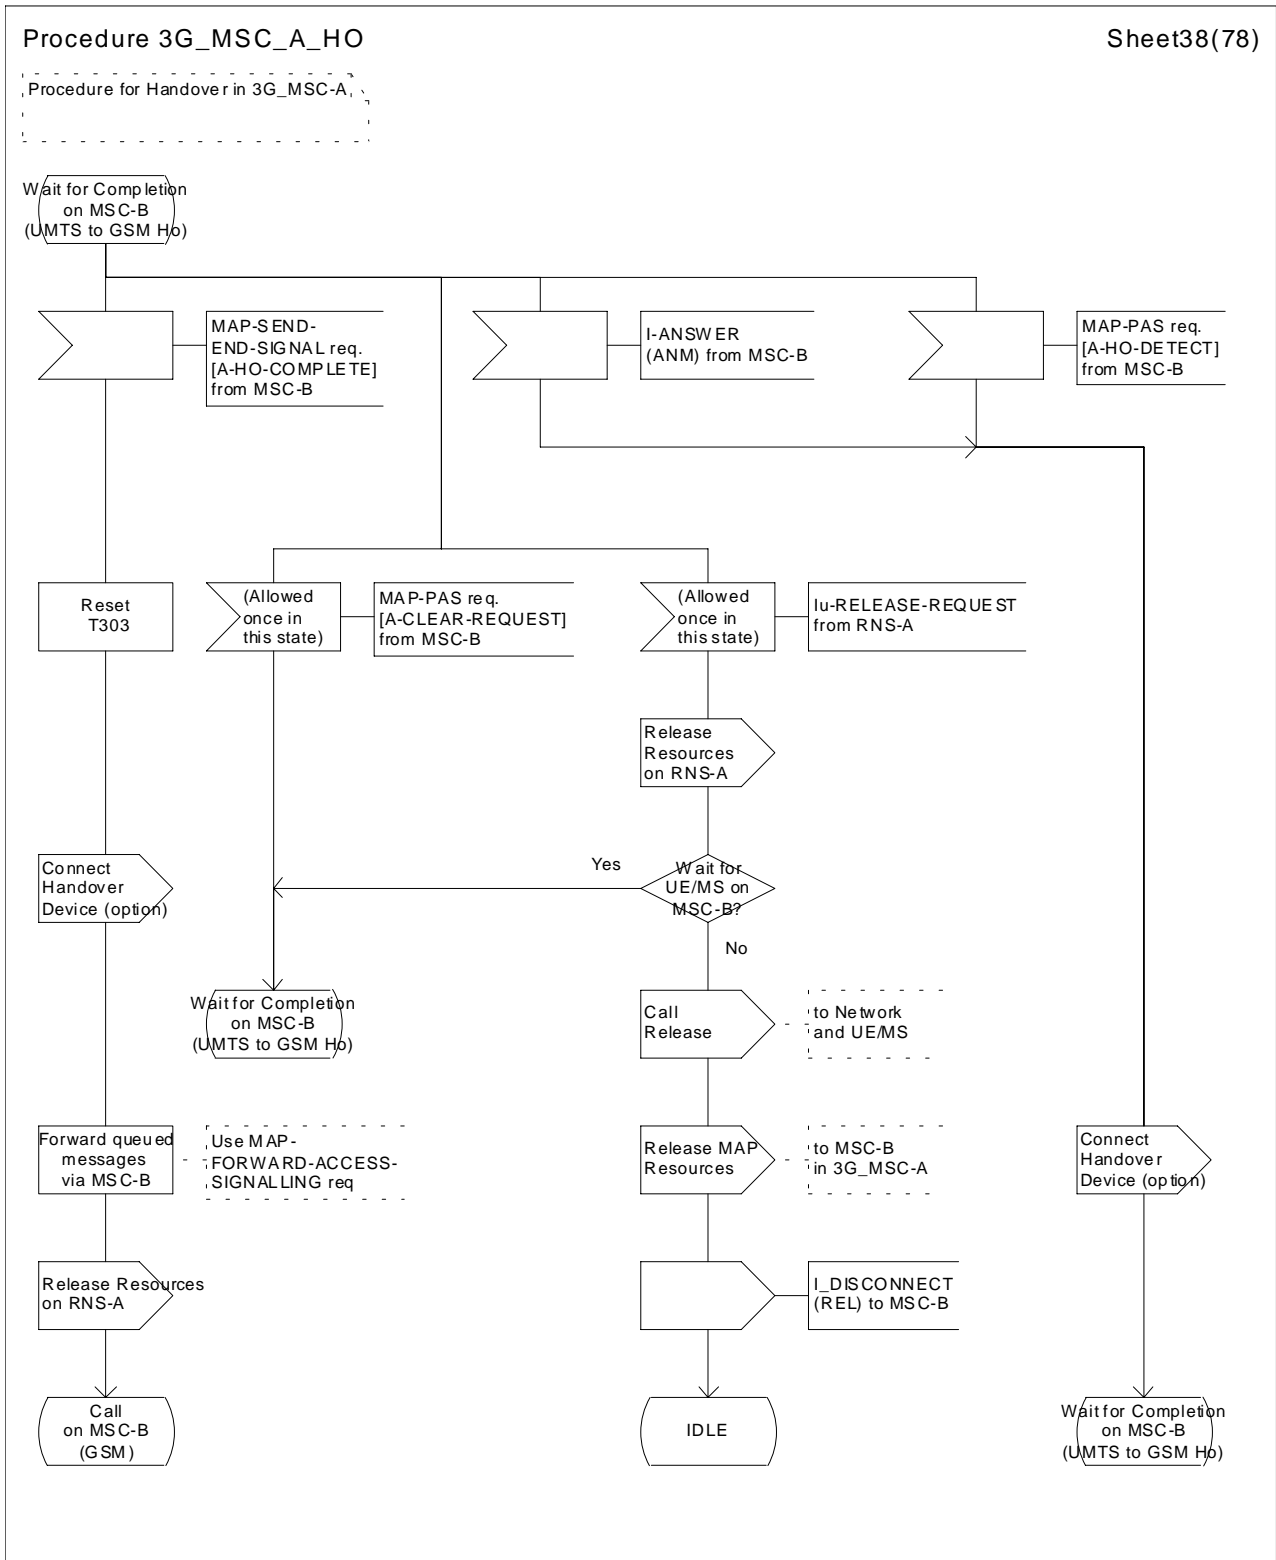 Procedure 3G_MSC_A_HO
Sheet38(78)
Procedure for Handover in 3G_MSC-A
Wait for Completion
on MSC-B
(UMTS to GSM Ho)
MAP-SEND-
END-SIGNAL req.
[A-HO-COMPLETE]
from MSC-B
I-ANSWER
(ANM) from MSC-B
MAP-PAS req.
[A-HO-DETECT]
from MSC-B
Reset
T303
(Allowed
once in
this state)
MAP-PAS req.
[A-CLEAR-REQUEST]
from MSC-B
(Allowed
once in
this state)
Iu-RELEASE-REQUEST
from RNS-A
Release
Resources
on RNS-A
Connect
Handover
Device (option)
Yes
Wait for
UE/MS on
MSC-B?
No
Wait for Completion
on MSC-B
(UMTS to GSM Ho)
Call
Release
to Network
and UE/MS
Forward queued
messages
via MSC-B
Use MAP-
FORWARD-ACCESS-
SIGNALLING req
Release MAP
Resources
to MSC-B
in 3G_MSC-A
Connect
Handover
Device (option)
Release Resources
on RNS-A
I_DISCONNECT
(REL) to MSC-B
Call
on MSC-B
(GSM)
IDLE
Wait for Completion
on MSC-B
(UMTS to GSM Ho)